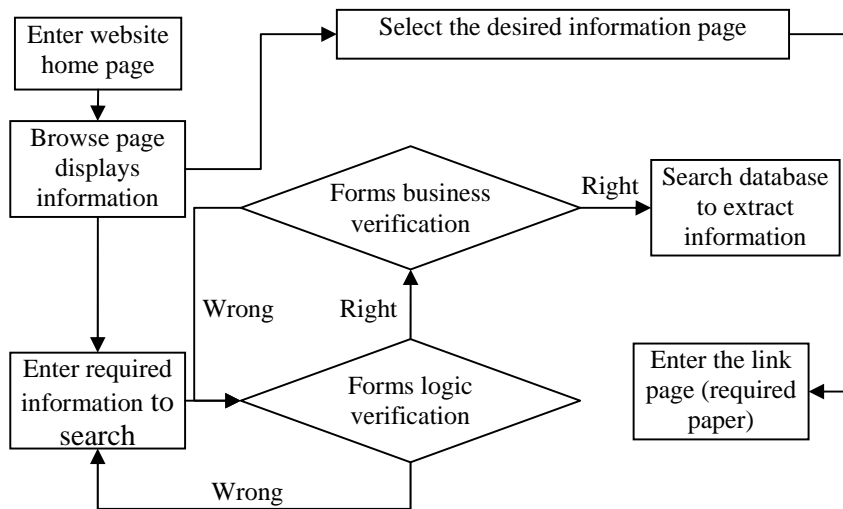 Enter website
home page
Select the desired information page
Browse page
displays
information
Forms business
verification
Right
Search database
to extract
information
Wrong
Right
Enter required
information to
search
Forms logic
verification
Enter the link
page (required
paper)
Wrong